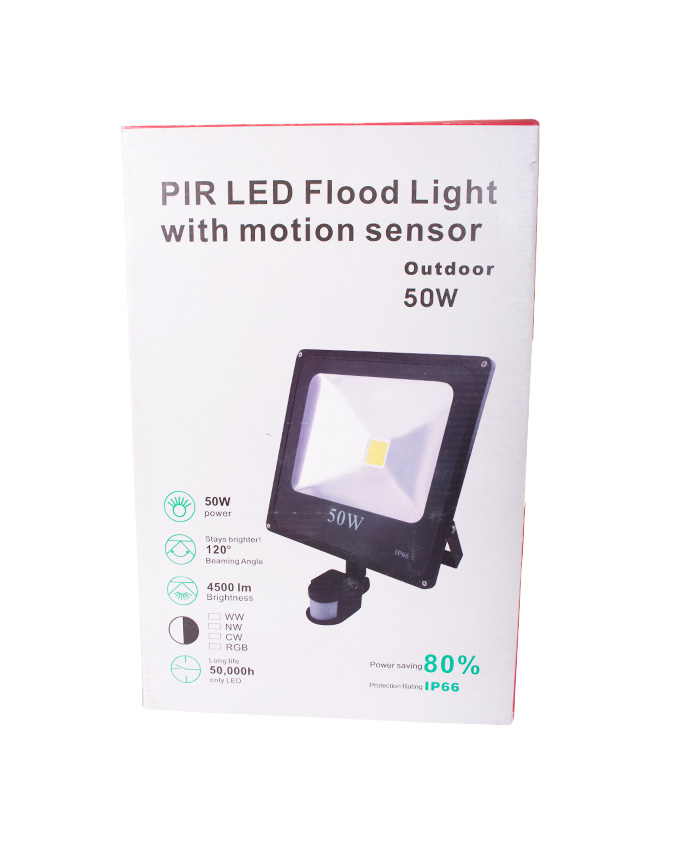 PIR LED Flood Light
with motion sensor
Outdoor
50W
50W
IP66
50W
power
Stays brighter!
120°
Beaming Angle
4500 lm
Brightness
WW
NW
CW
RGB
Long life
50,000h
only LED
Power saving 80%
Protection Rating IP66